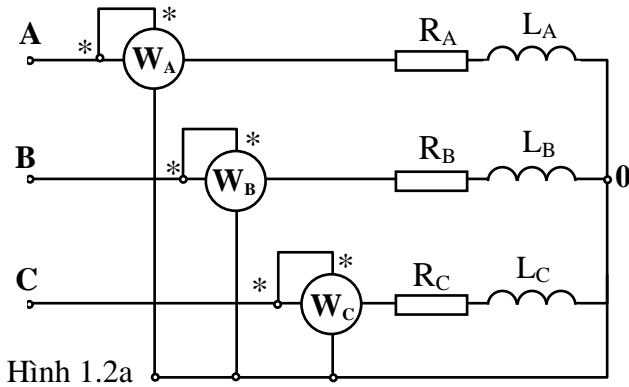 A * * W_A R_A L_A
B * * W_B R_B L_B 0
C * * W_C R_C L_C
Hình 1.2a